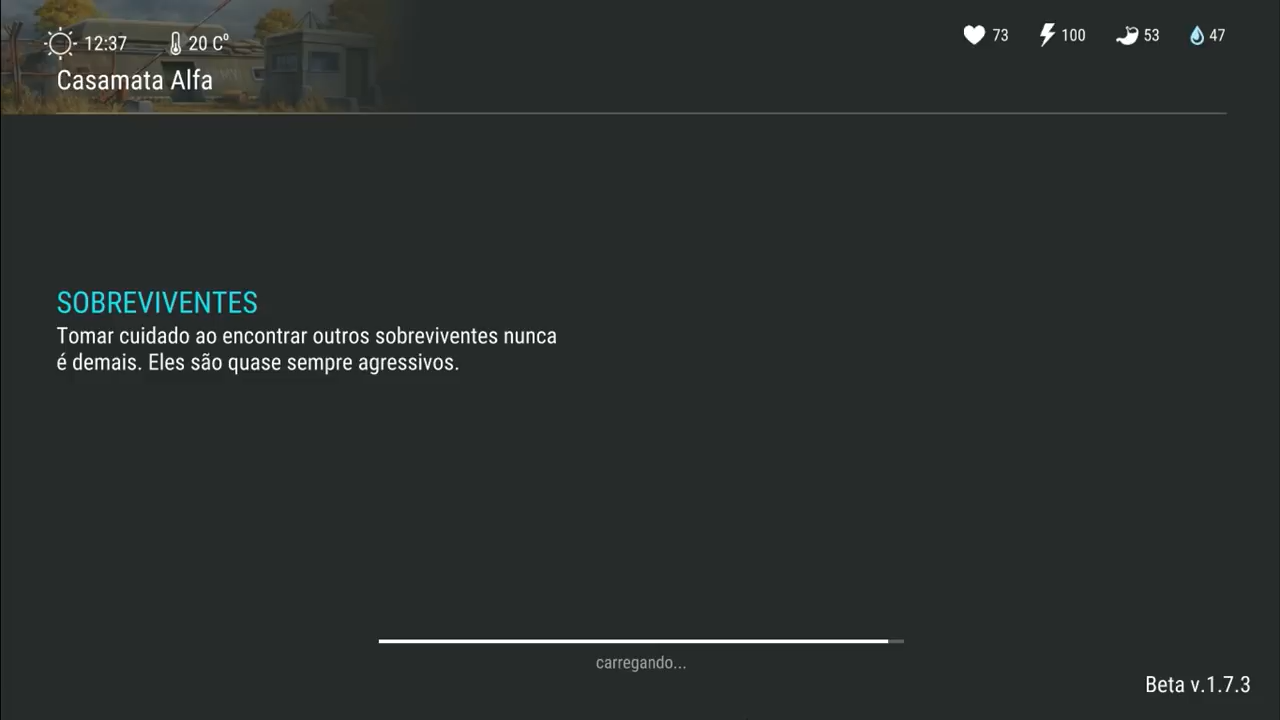 12:37 20 Cº
73 100 53 47
Casamata Alfa
SOBREVIVENTES
Tomar cuidado ao encontrar outros sobreviventes nunca
é demais. Eles são quase sempre agressivos.
carregando...
Beta v.1.7.3